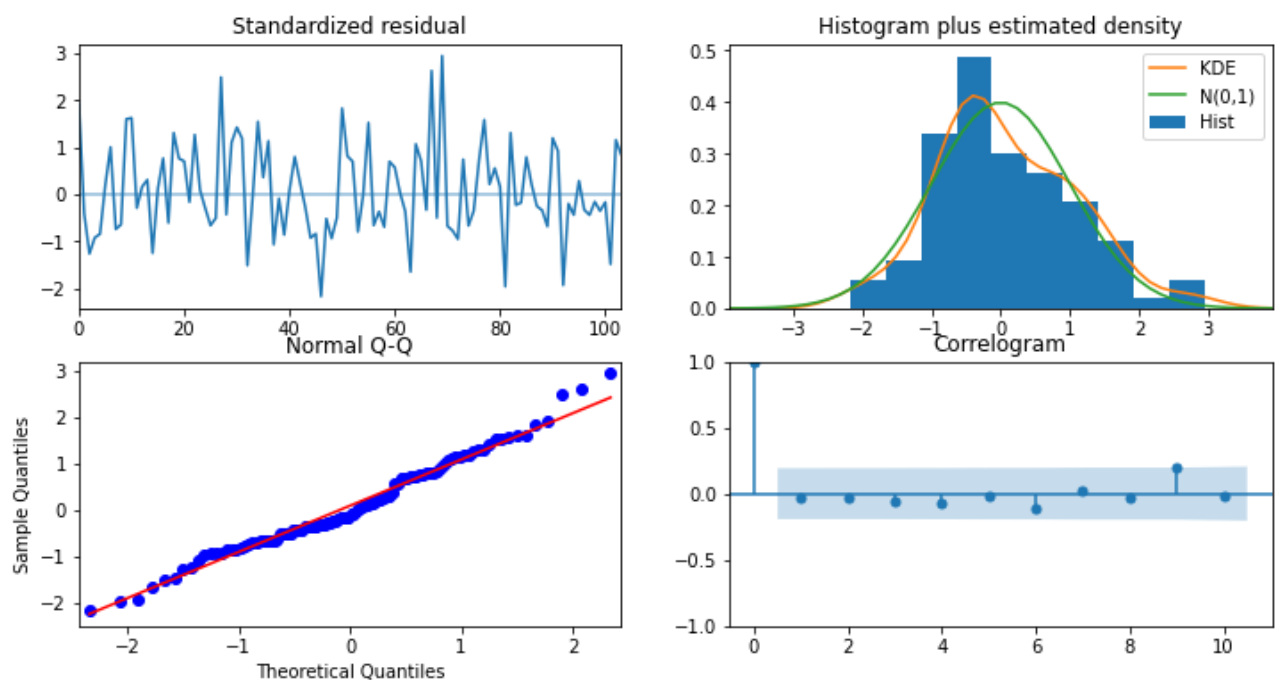 Standardized residual
3
2
1
0
−1
−2
0 20 40 60 80 100
Histogram plus estimated density
0.5
0.4
0.3
0.2
0.1
0.0
KDE
N(0,1)
Hist
−3 −2 −1 0 1 2 3
Normal Q-Q
Sample Quantiles
3
2
1
0
−1
−2
−2 −1 0 1 2
Theoretical Quantiles
Correlogram
1.0
0.5
0.0
−0.5
−1.0
0 2 4 6 8 10